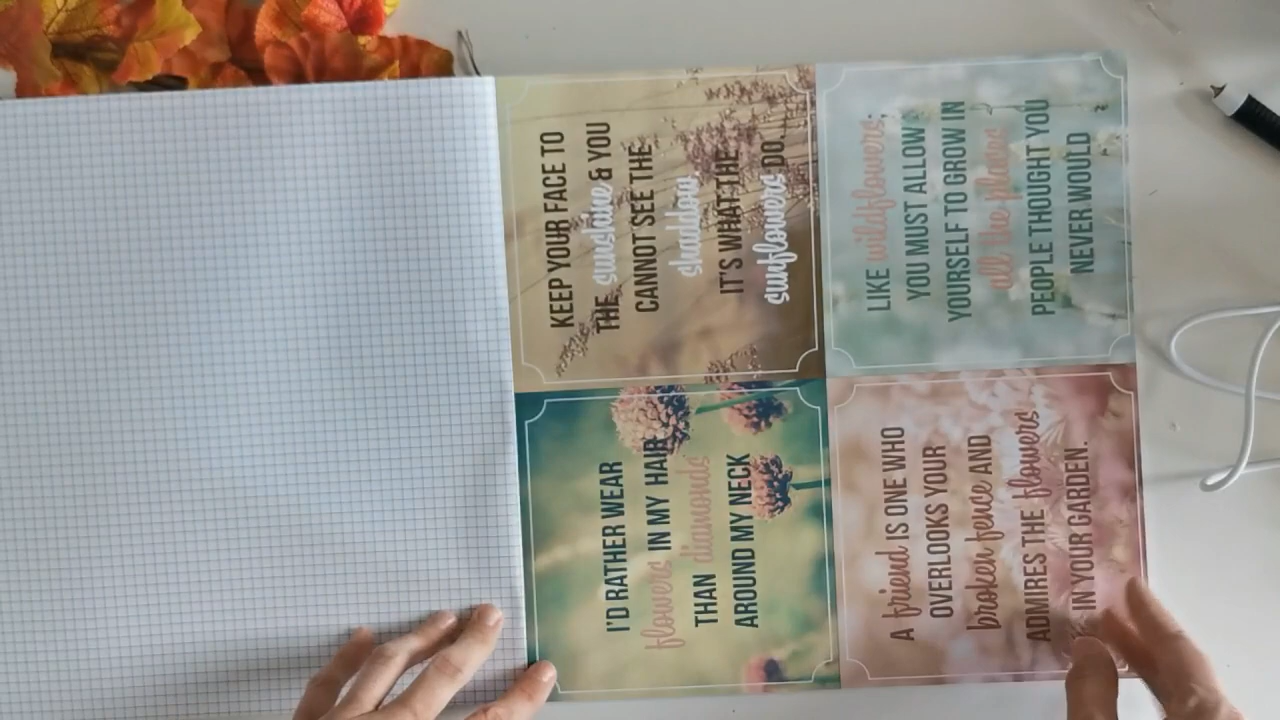 I'D RATHER WEAR
flowers IN MY HAIR
THAN diamonds
AROUND MY NECK
KEEP YOUR FACE TO
THE sunshine & YOU
CANNOT SEE THE
shadow.
IT'S WHAT THE
sunflowers DO.
A friend IS ONE WHO
OVERLOOKS YOUR
broken fence AND
ADMIRES THE flowers
IN YOUR GARDEN.
LIKE wildflowers;
YOU MUST ALLOW
YOURSELF TO GROW IN
all the places
PEOPLE THOUGHT YOU
NEVER WOULD